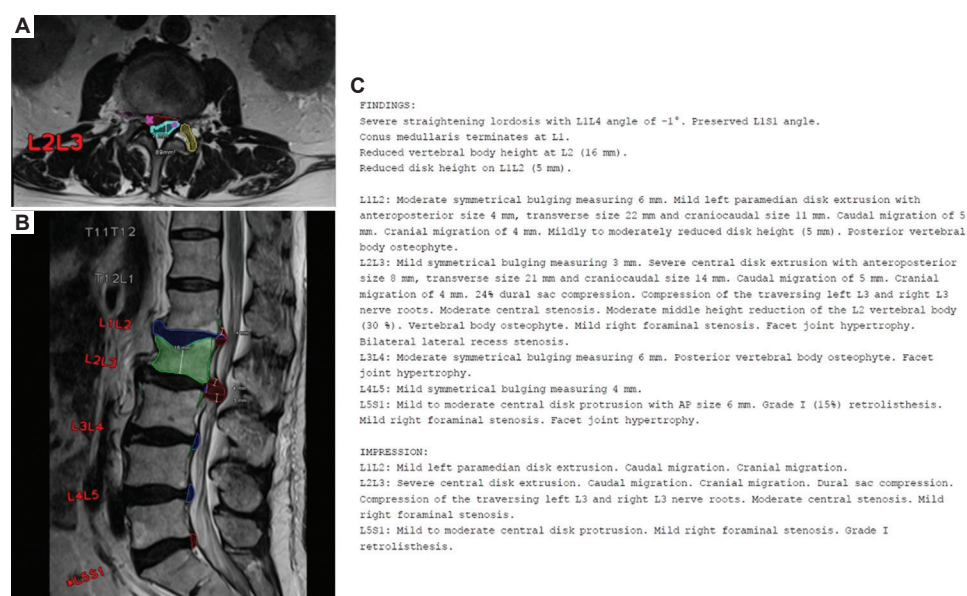 A
L2L3
B
T11T12
T12L1
L1L2
L2L3
L3L4
L4L5
L5S1
C
FINDINGS:
Severe straightening lordosis with L1L4 angle of -1°. Preserved L1S1 angle.
Conus medullaris terminates at L1.
Reduced vertebral body height at L2 (16 mm).
Reduced disk height on L1L2 (5 mm).
L1L2: Moderate symmetrical bulging measuring 6 mm. Mild left paramedian disk extrusion with
anteroposterior size 4 mm, transverse size 22 mm and craniocaudal size 11 mm. Caudal migration of 5
mm. Cranial migration of 4 mm. Mildly to moderately reduced disk height (5 mm). Posterior vertebral
body osteophyte.
L2L3: Mild symmetrical bulging measuring 3 mm. Severe central disk extrusion with anteroposterior
size 8 mm, transverse size 21 mm and craniocaudal size 14 mm. Caudal migration of 5 mm. Cranial
migration of 4 mm. 24% dural sac compression. Compression of the traversing left L3 and right L3
nerve roots. Moderate central stenosis. Moderate middle height reduction of the L2 vertebral body
(30 %). Vertebral body osteophyte. Mild right foraminal stenosis. Facet joint hypertrophy.
Bilateral lateral recess stenosis.
L3L4: Moderate symmetrical bulging measuring 6 mm. Posterior vertebral body osteophyte. Facet
joint hypertrophy.
L4L5: Mild symmetrical bulging measuring 4 mm.
L5S1: Mild to moderate central disk protrusion with AP size 6 mm. Grade I (15%) retrolisthesis.
Mild right foraminal stenosis. Facet joint hypertrophy.
IMPRESSION:
L1L2: Mild left paramedian disk extrusion. Caudal migration. Cranial migration.
L2L3: Severe central disk extrusion. Caudal migration. Cranial migration. Dural sac compression.
Compression of the traversing left L3 and right L3 nerve roots. Moderate central stenosis. Mild
right foraminal stenosis.
L5S1: Mild to moderate central disk protrusion. Mild right foraminal stenosis. Grade I
retrolisthesis.